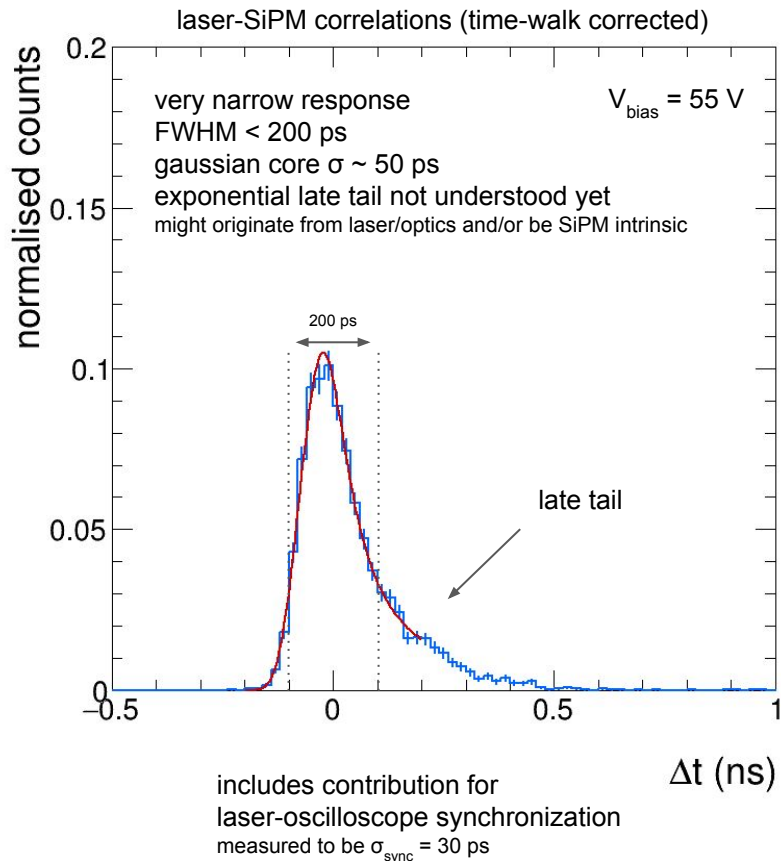 laser-SiPM correlations (time-walk corrected)
0.2
very narrow response
V_bias = 55 V
FWHM < 200 ps
gaussian core σ ~ 50 ps
exponential late tail not understood yet
might originate from laser/optics and/or be SiPM intrinsic
normalised counts
0.15
200 ps
0.1
late tail
0.05
0
−0.5
0
0.5
1
Δt (ns)
includes contribution for
laser-oscilloscope synchronization
measured to be σ_sync = 30 ps